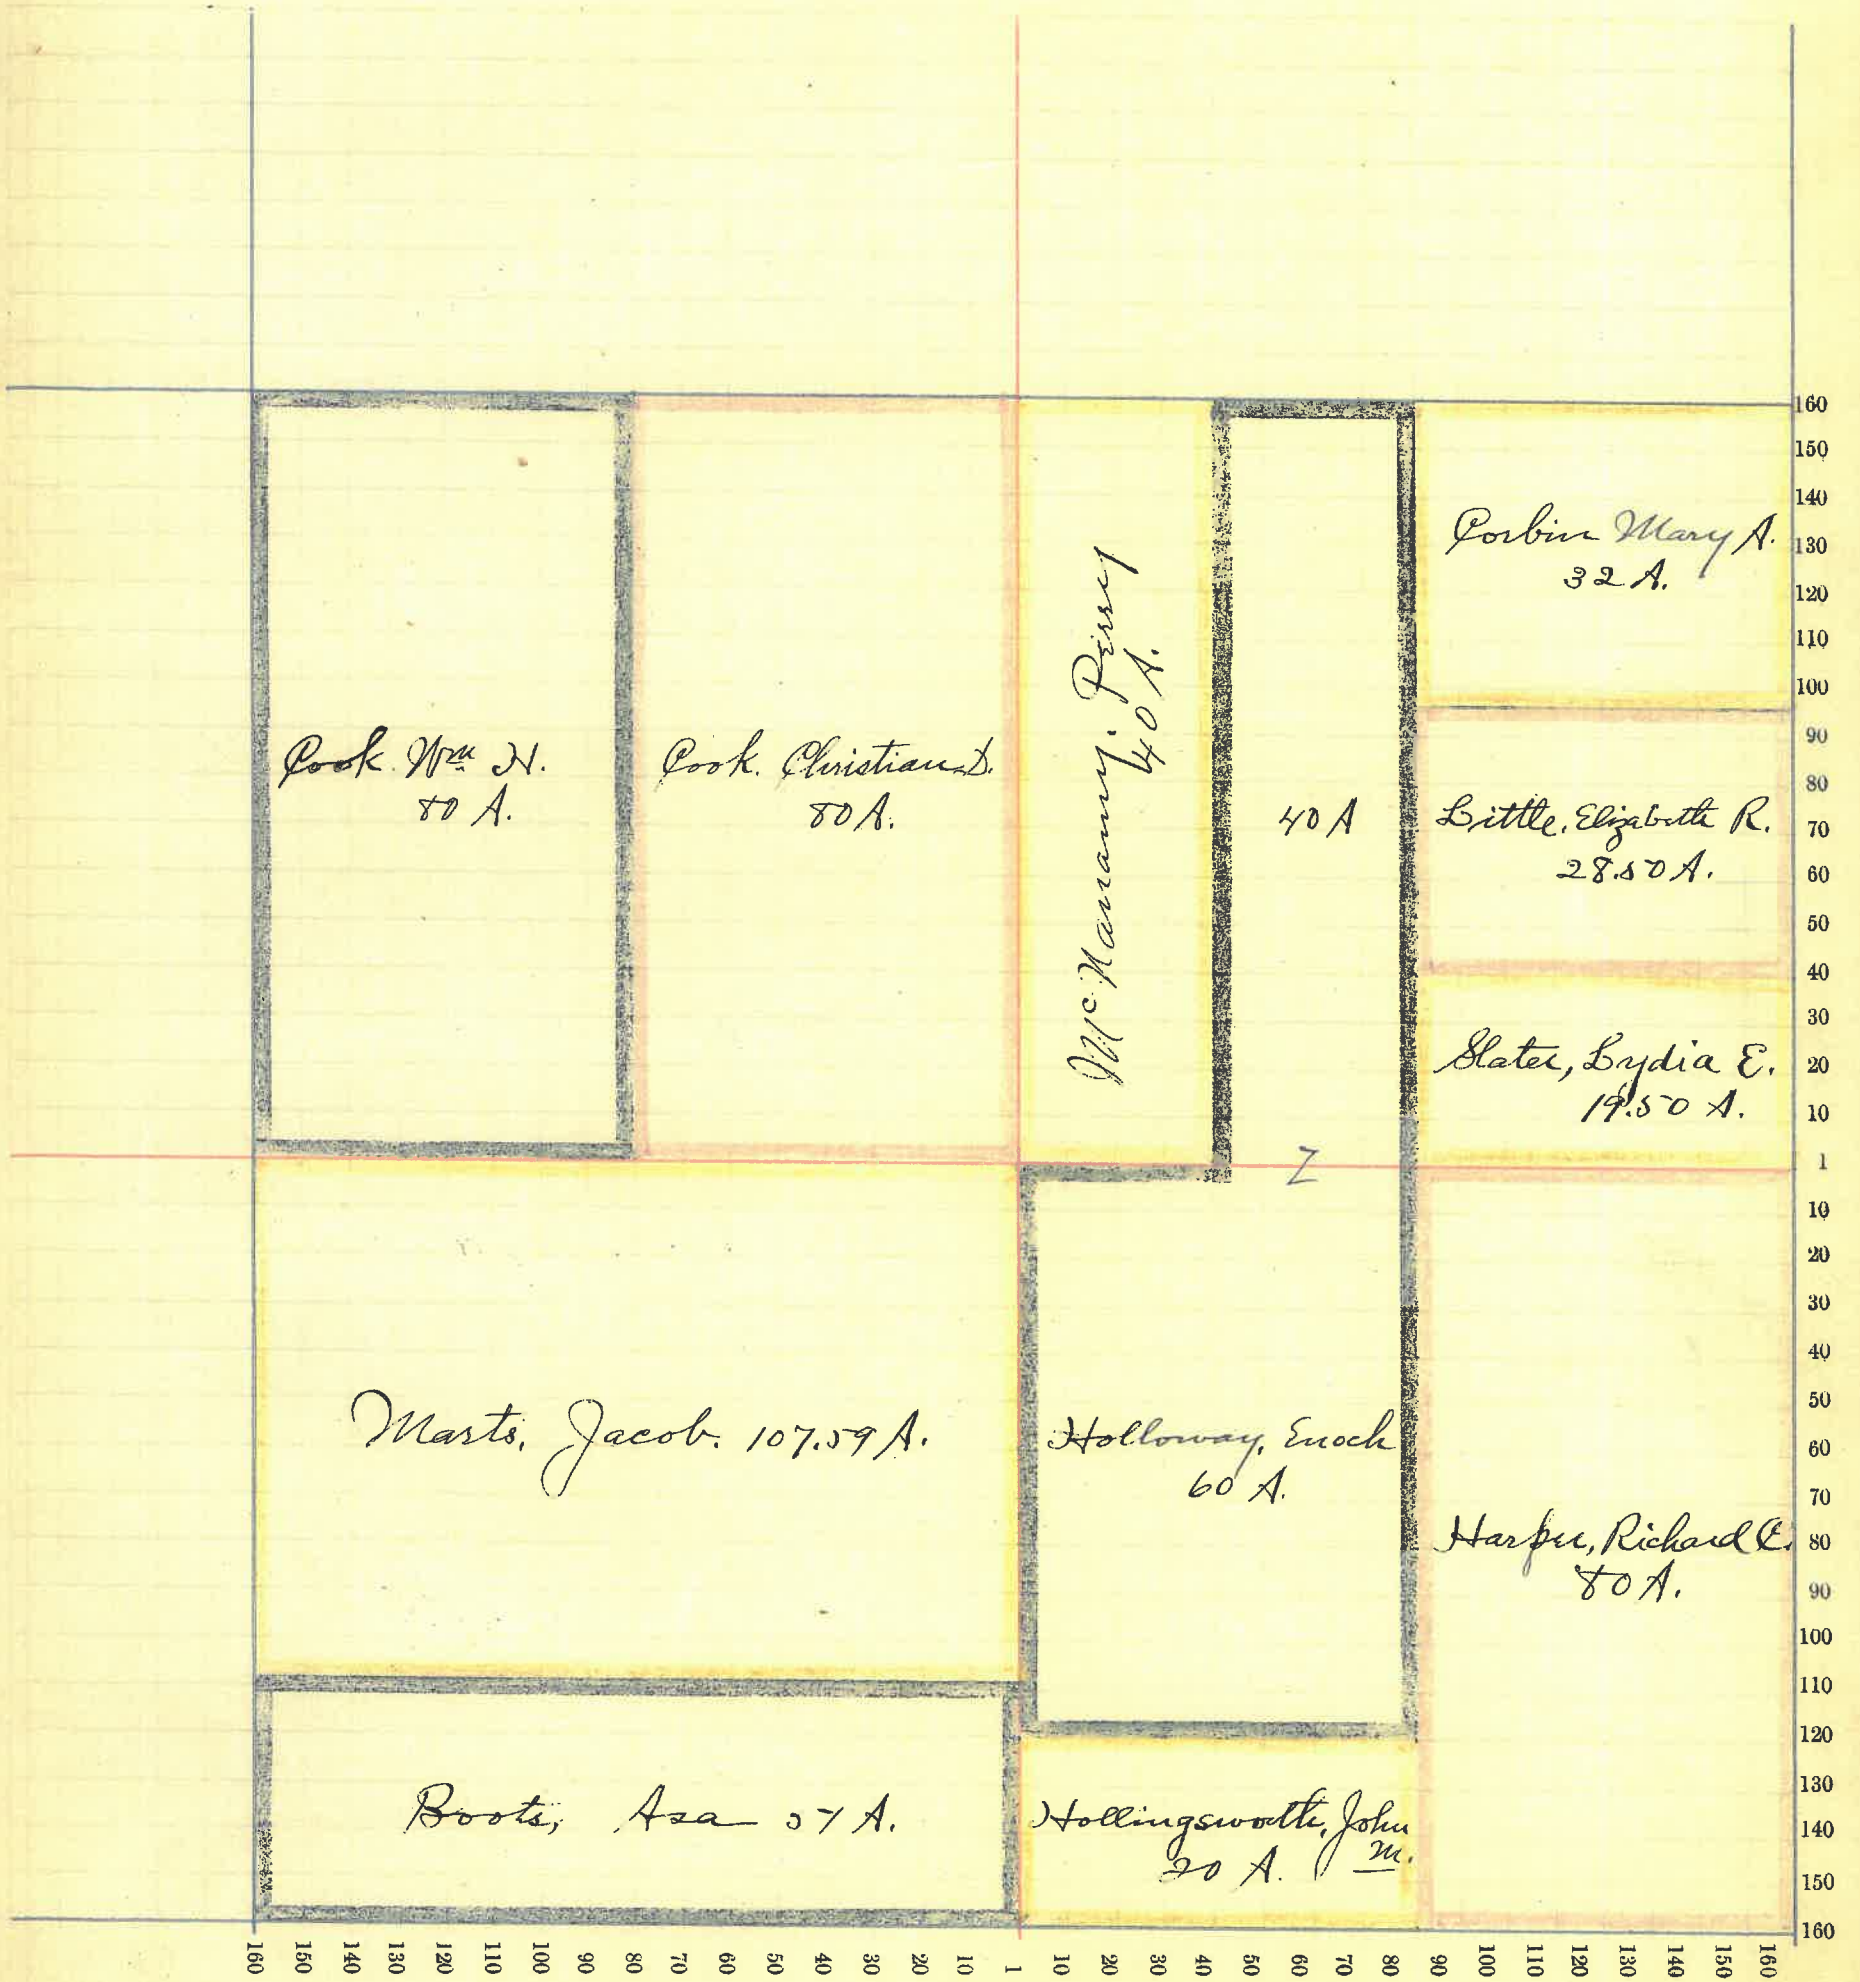 Cook. Wm H.
80 A.
Cook. Christian D.
80 A.
McNamamy. Perry
40 A.
40 A
Corbin Mary A.
32 A.
Little, Elizabeth R.
28.50 A.
Slater, Lydia E.
19.50 A.
Z
Marts, Jacob. 107.59 A.
Holloway, Enoch
60 A.
Harper, Richard E.
80 A.
Boots, Asa 51 A.
Hollingsworth, John
M.
20 A.
160
150
140
130
120
110
100
90
80
70
60
50
40
30
20
10
1
10
20
30
40
50
60
70
80
90
100
110
120
130
140
150
160
160 150 140 130 120 110 100 90 80 70 60 50 40 30 20 10 1 10 20 30 40 50 60 70 80 90 100 110 120 130 140 150 160